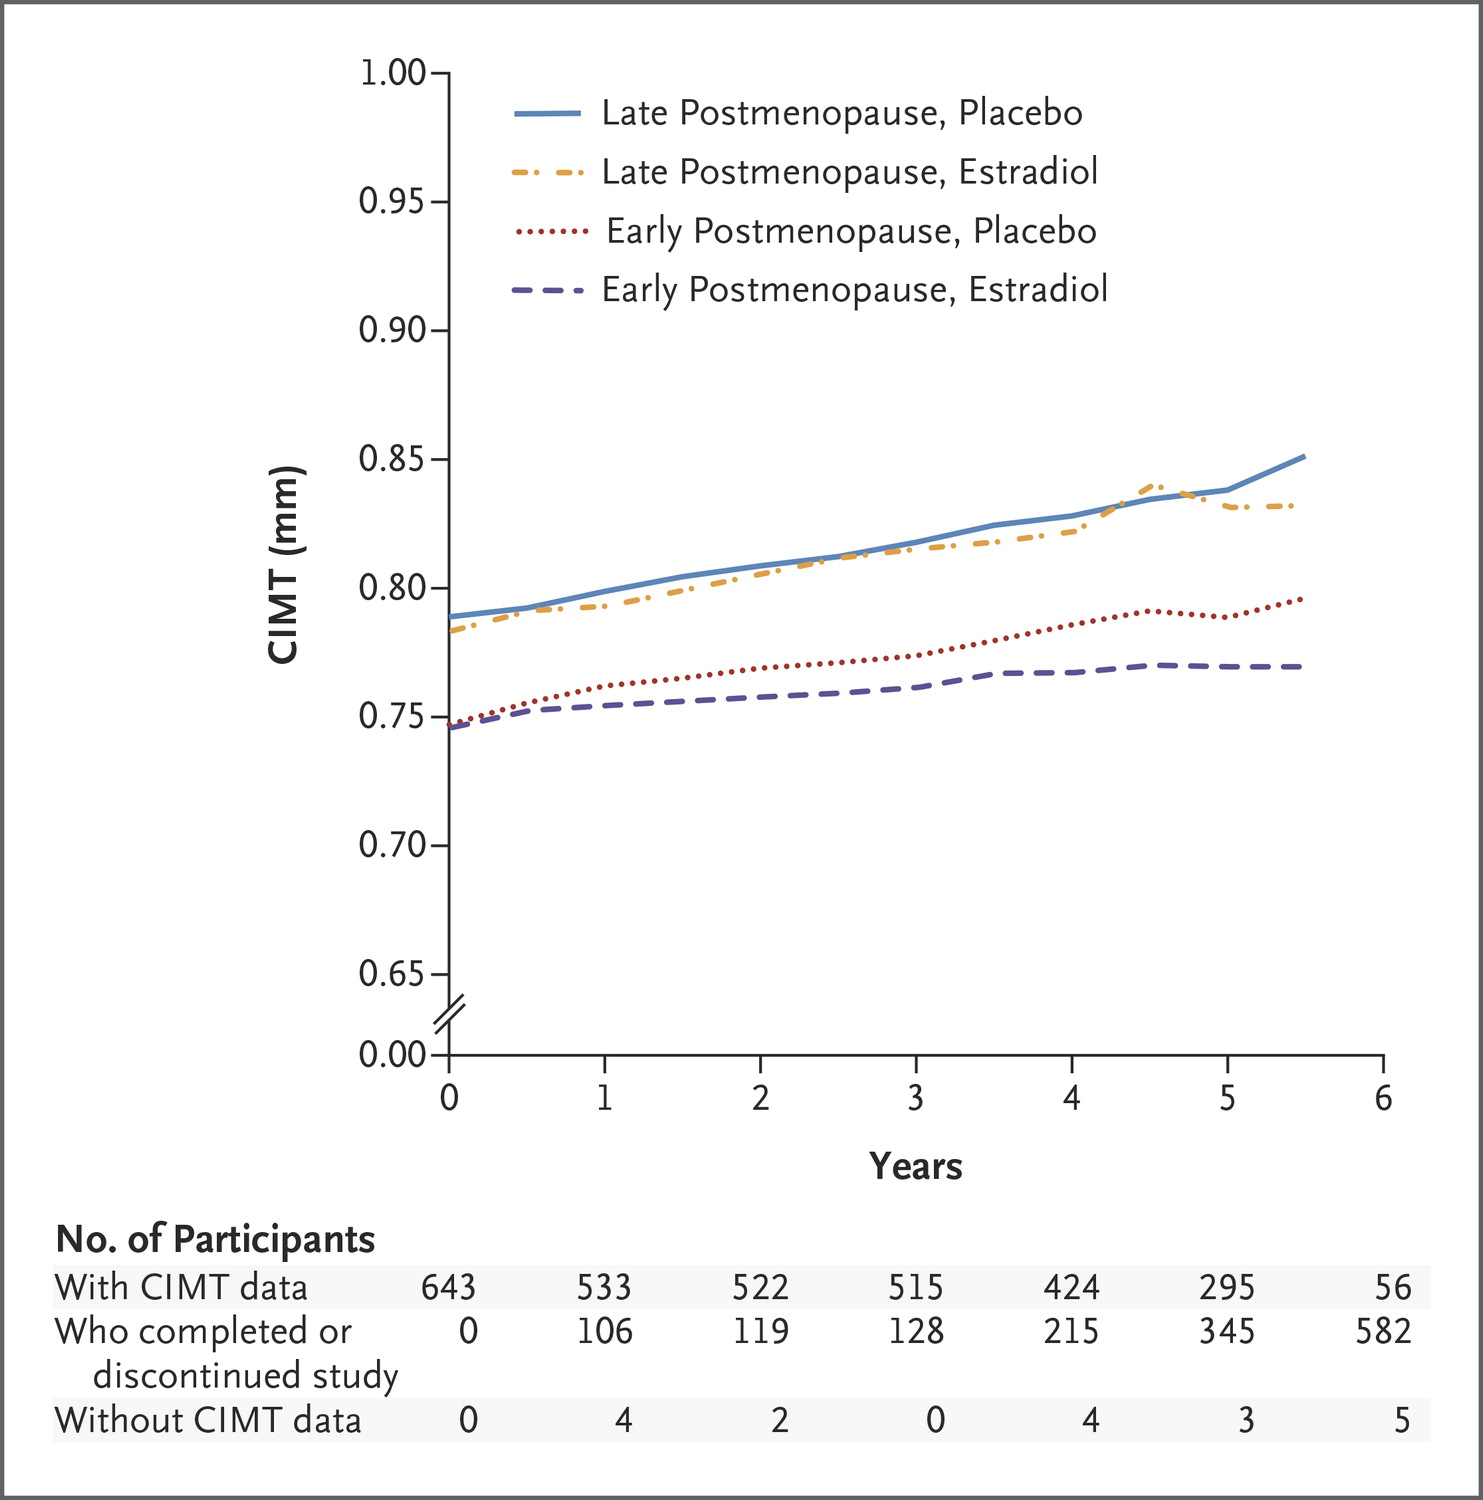 1.00
Late Postmenopause, Placebo
Late Postmenopause, Estradiol
0.95
Early Postmenopause, Placebo
Early Postmenopause, Estradiol
0.90
0.85
CIMT (mm)
0.80
0.75
0.70
0.65
0.00
0 1 2 3 4 5 6
Years
No. of Participants
With CIMT data 643 533 522 515 424 295 56
Who completed or 0 106 119 128 215 345 582
discontinued study
Without CIMT data 0 4 2 0 4 3 5